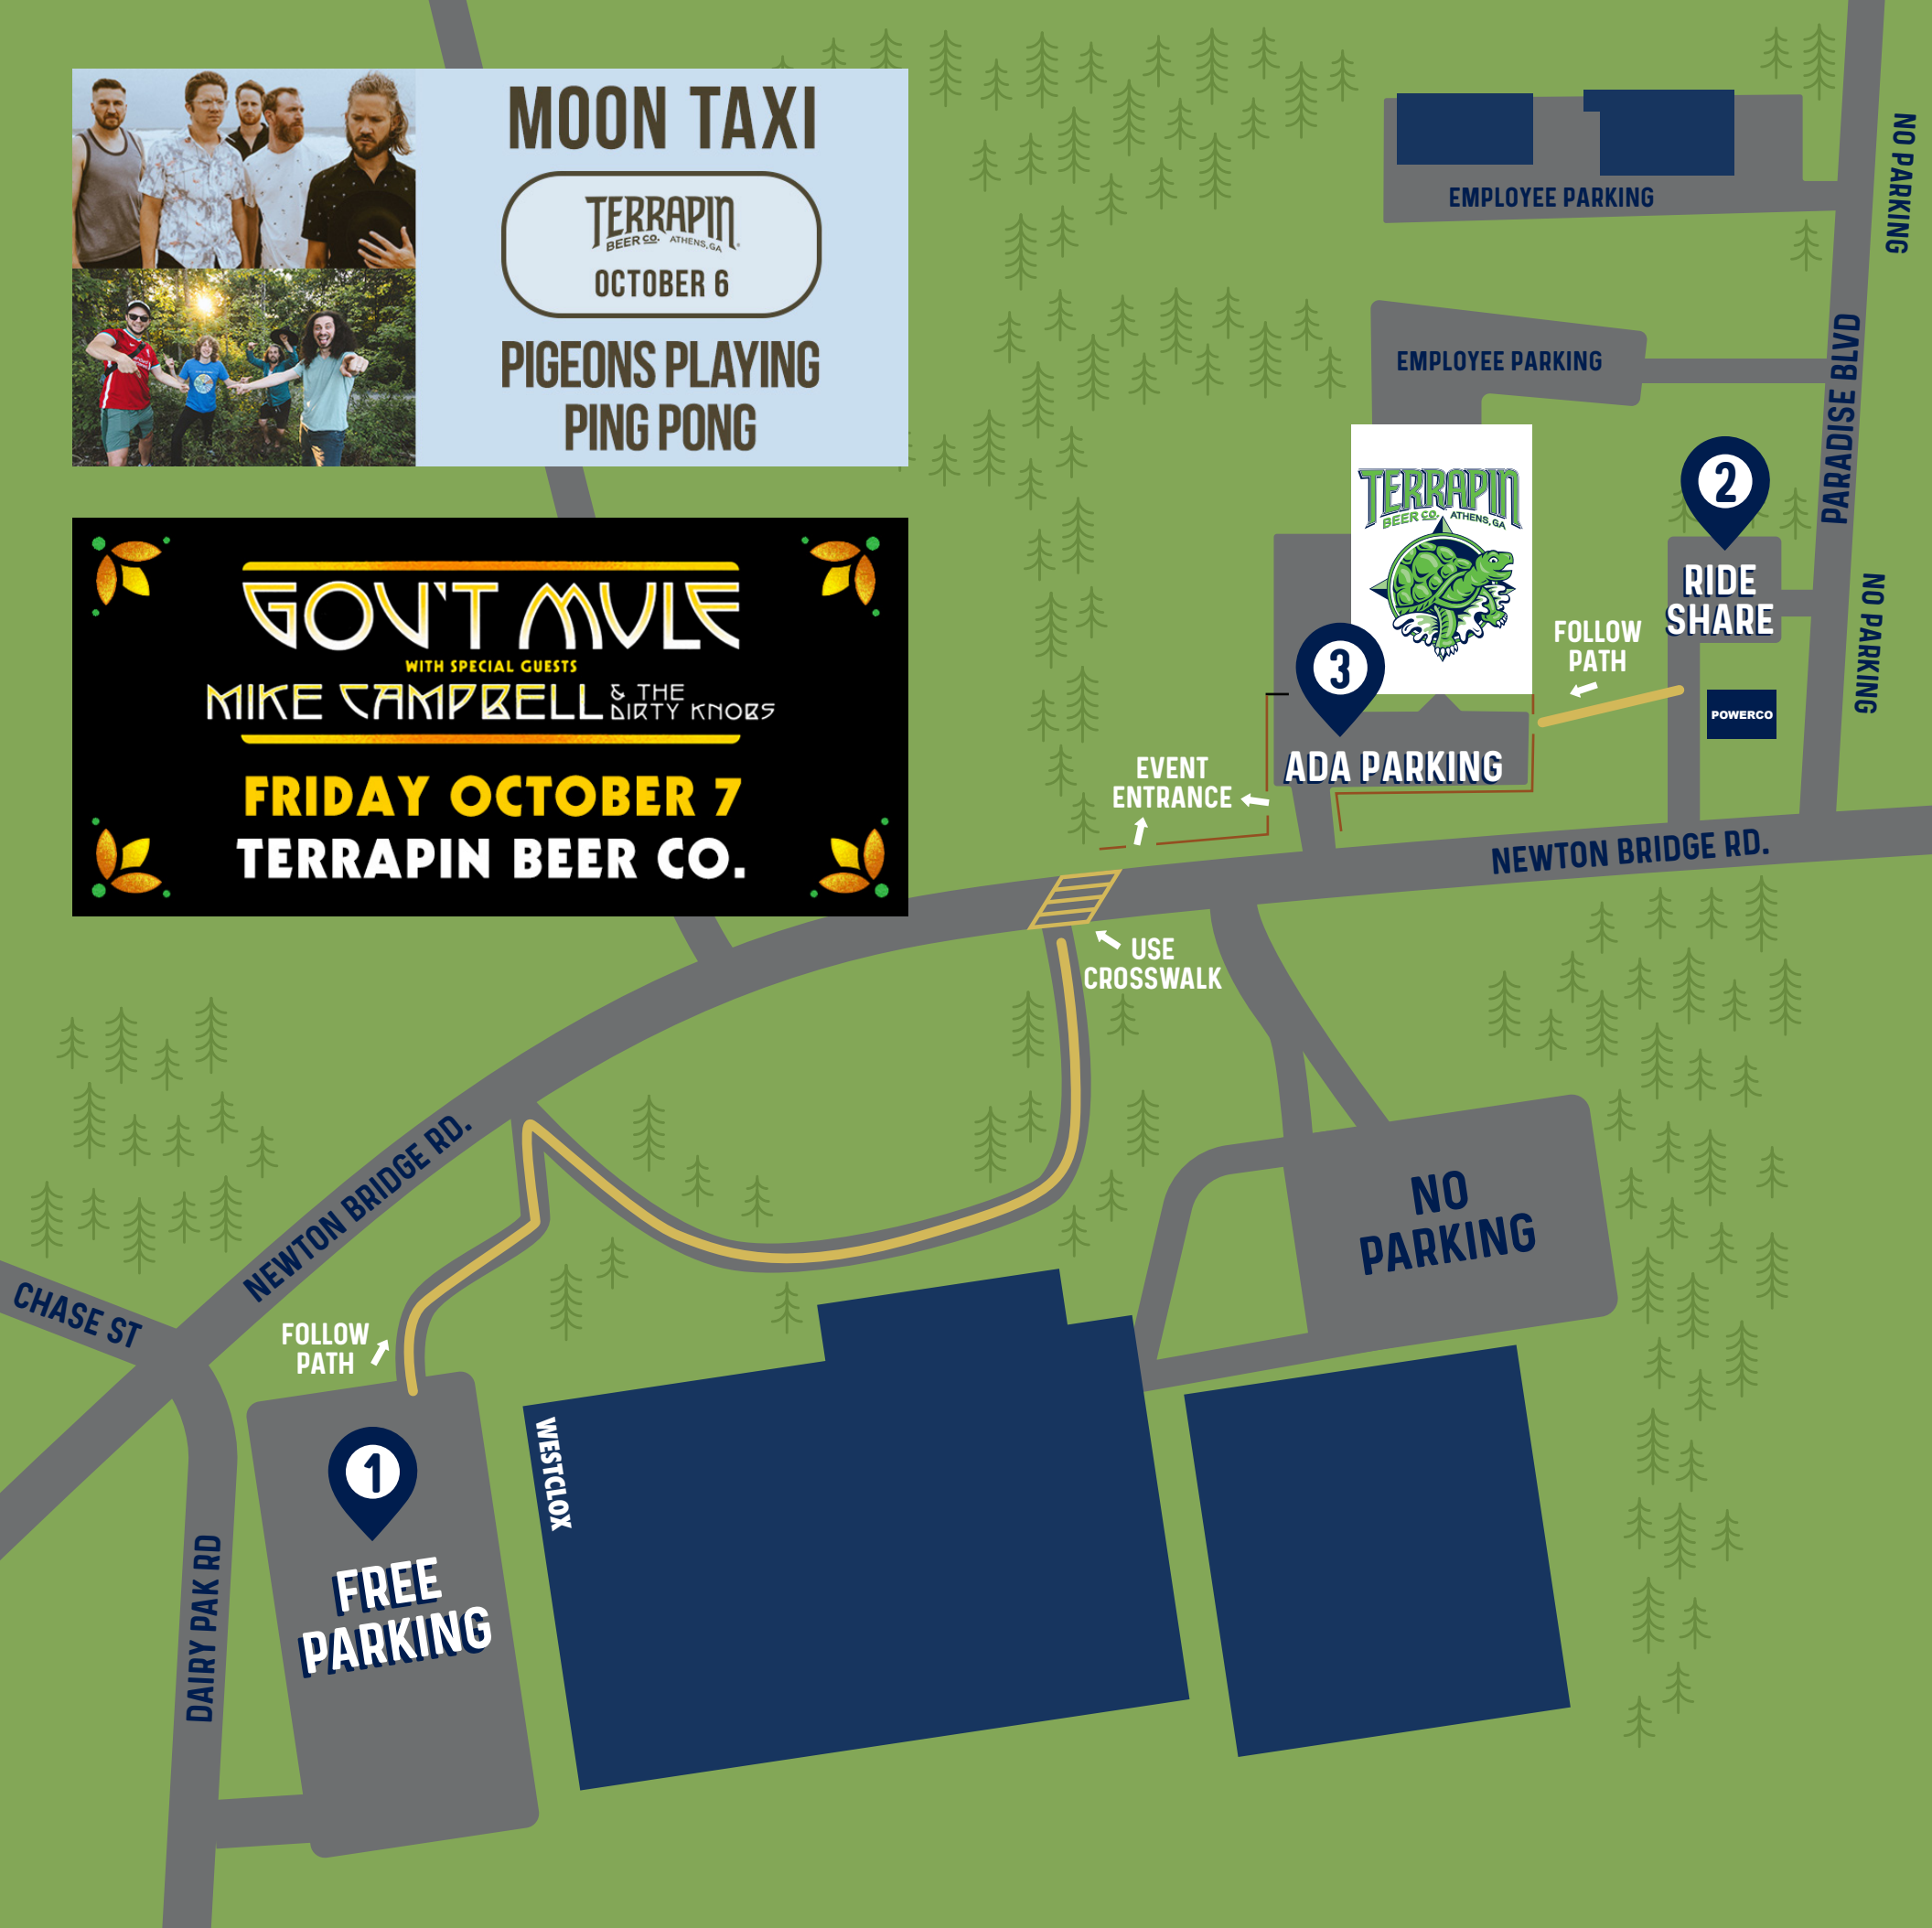 MOON TAXI
TERRAPIN
BEER CO. ATHENS, GA
OCTOBER 6
PIGEONS PLAYING
PING PONG
GOV'T MULE
WITH SPECIAL GUESTS
MIKE CAMPBELL & THE
DIRTY KNOBS
FRIDAY OCTOBER 7
TERRAPIN BEER CO.
NO PARKING
EMPLOYEE PARKING
EMPLOYEE PARKING
PARADISE BLVD
TERRAPIN
BEER CO. ATHENS, GA
2
RIDE
SHARE
NO PARKING
FOLLOW
PATH
3
POWERCO
ADA PARKING
EVENT
ENTRANCE
NEWTON BRIDGE RD.
USE
CROSSWALK
NEWTON BRIDGE RD.
NO
PARKING
CHASE ST
FOLLOW
PATH
WESTCLOX
1
FREE
PARKING
DAIRY PAK RD